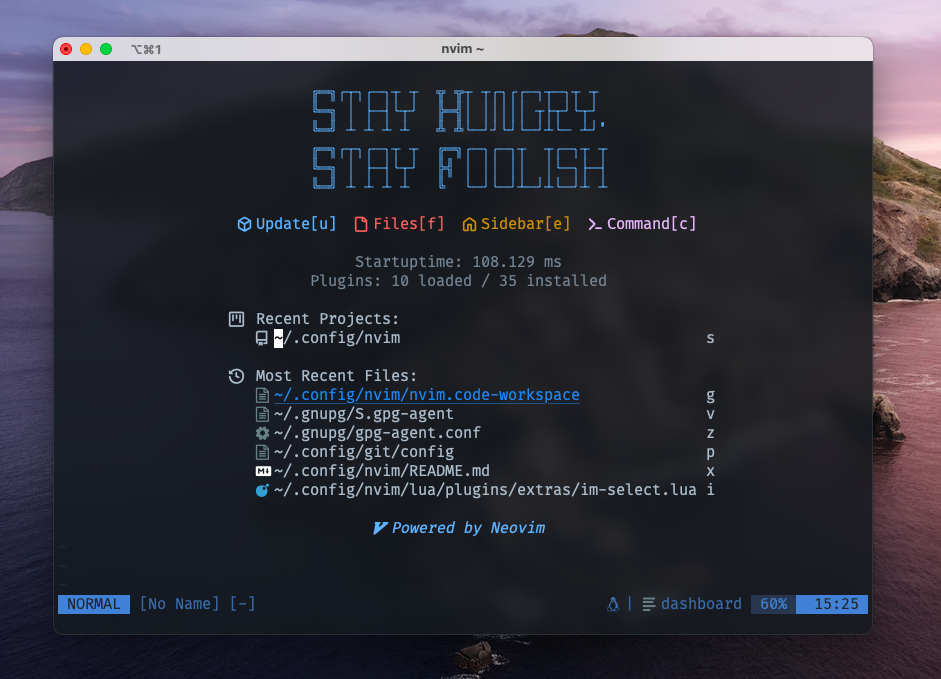 ⌥⌘1 nvim ~
STAY HUNGRY.
STAY FOOLISH
Update[u] Files[f] Sidebar[e] Command[c]
Startuptime: 108.129 ms
Plugins: 10 loaded / 35 installed
Recent Projects:
~/.config/nvim s
Most Recent Files:
~/.config/nvim/nvim.code-workspace g
~/.gnupg/S.gpg-agent v
~/.gnupg/gpg-agent.conf z
~/.config/git/config p
~/.config/nvim/README.md x
~/.config/nvim/lua/plugins/extras/im-select.lua i
Powered by Neovim
NORMAL [No Name] [-] | dashboard 60% 15:25